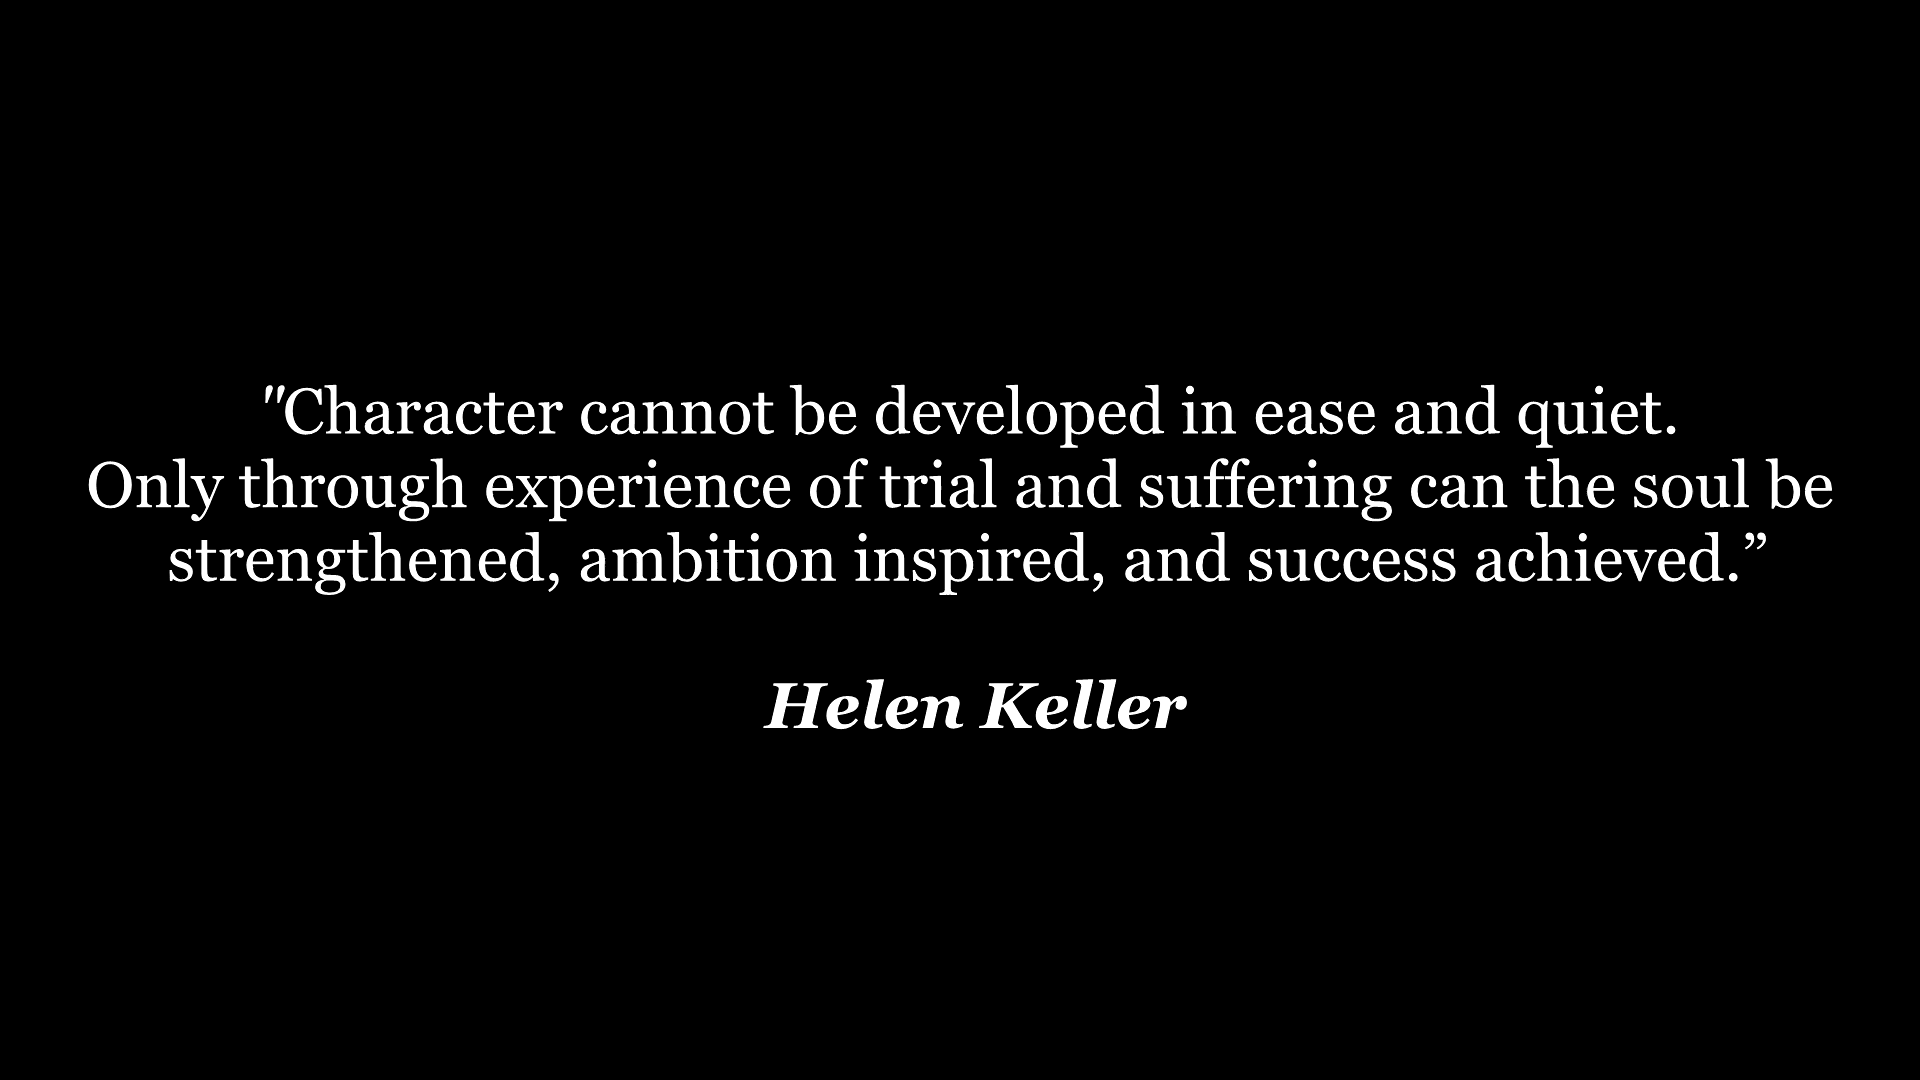 "Character cannot be developed in ease and quiet.
Only through experience of trial and suffering can the soul be
strengthened, ambition inspired, and success achieved.”
Helen Keller